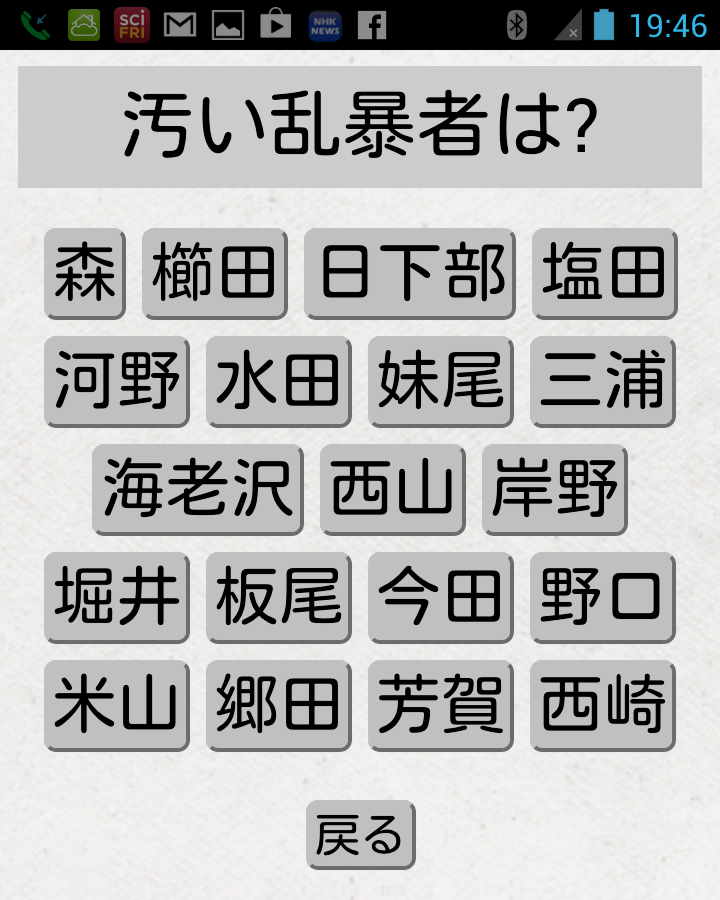 SCI FRI NHK NEWS 19:46
汚い乱暴者は?
森 櫛田 日下部 塩田
河野 水田 妹尾 三浦
海老沢 西山 岸野
堀井 板尾 今田 野口
米山 郷田 芳賀 西崎
戻る